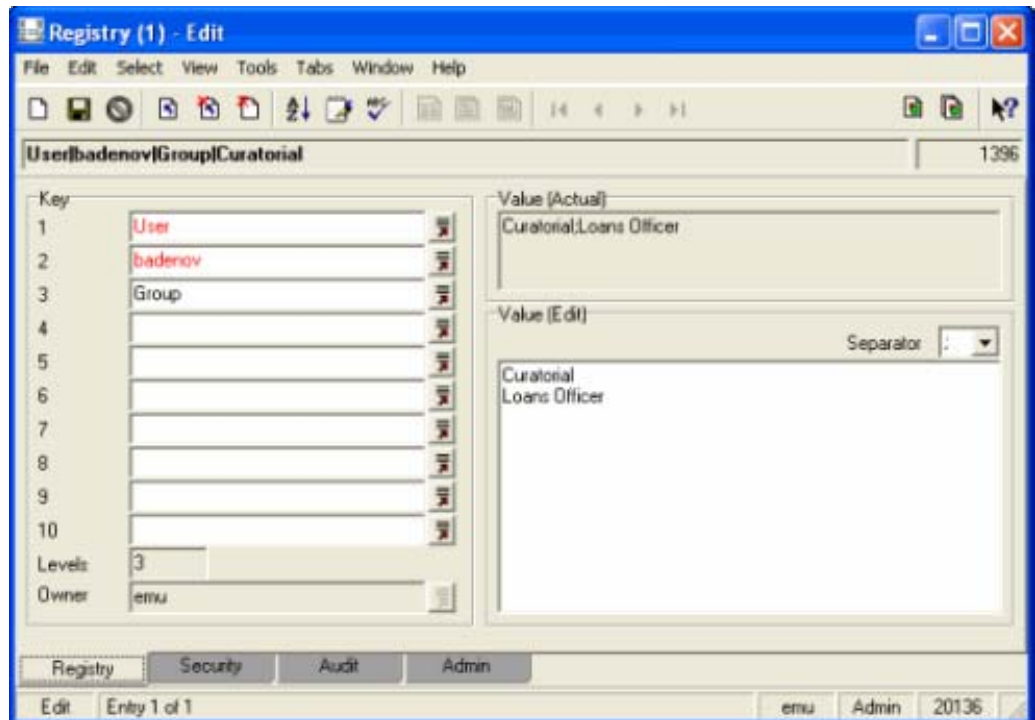 Registry (1) - Edit
File Edit Select View Tools Tabs Window Help
User|badenov|Group|Curatorial 1396
Key
1 User
2 badenov
3 Group
4
5
6
7
8
9
10
Levels 3
Owner emu
Value (Actual)
Curatorial;Loans Officer
Value (Edit)
Separator ;
Curatorial
Loans Officer
Registry Security Audit Admin
Edit Entry 1 of 1 emu Admin 20136